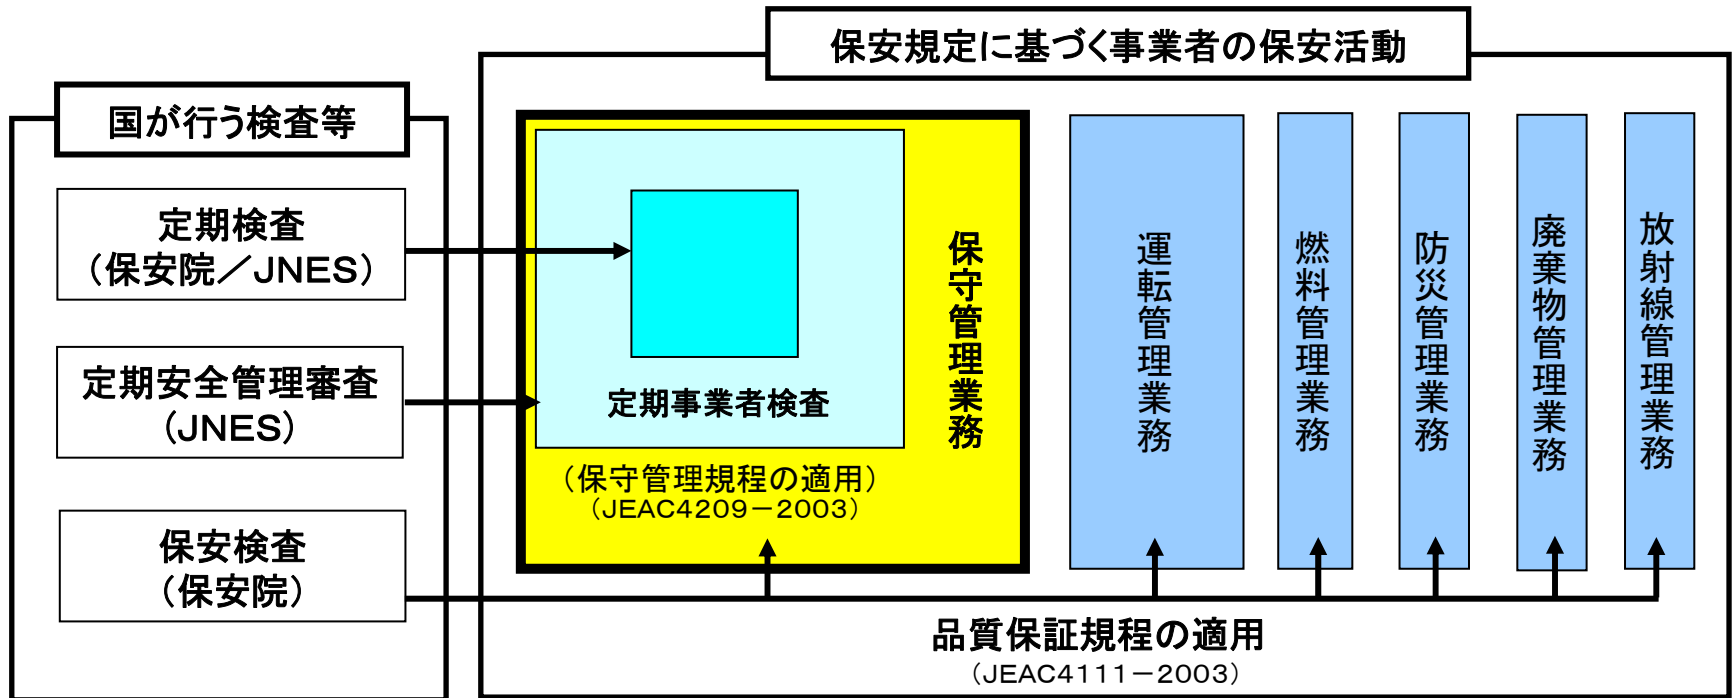 保安規定に基づく事業者の保安活動
国が行う検査等
定期検査
（保安院／JNES）
定期安全管理審査
（JNES）
保安検査
（保安院）
定期事業者検査
（保守管理規程の適用）
（JEAC4209－2003）
保守管理業務
運転管理業務
燃料管理業務
防災管理業務
廃棄物管理業務
放射線管理業務
品質保証規程の適用
（JEAC4111－2003）